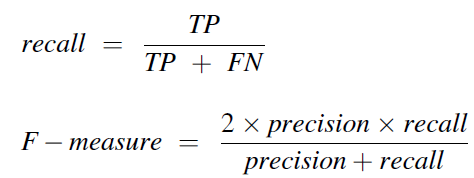 recall = TP / TP + FN
F − measure = 2 × precision × recall / precision + recall